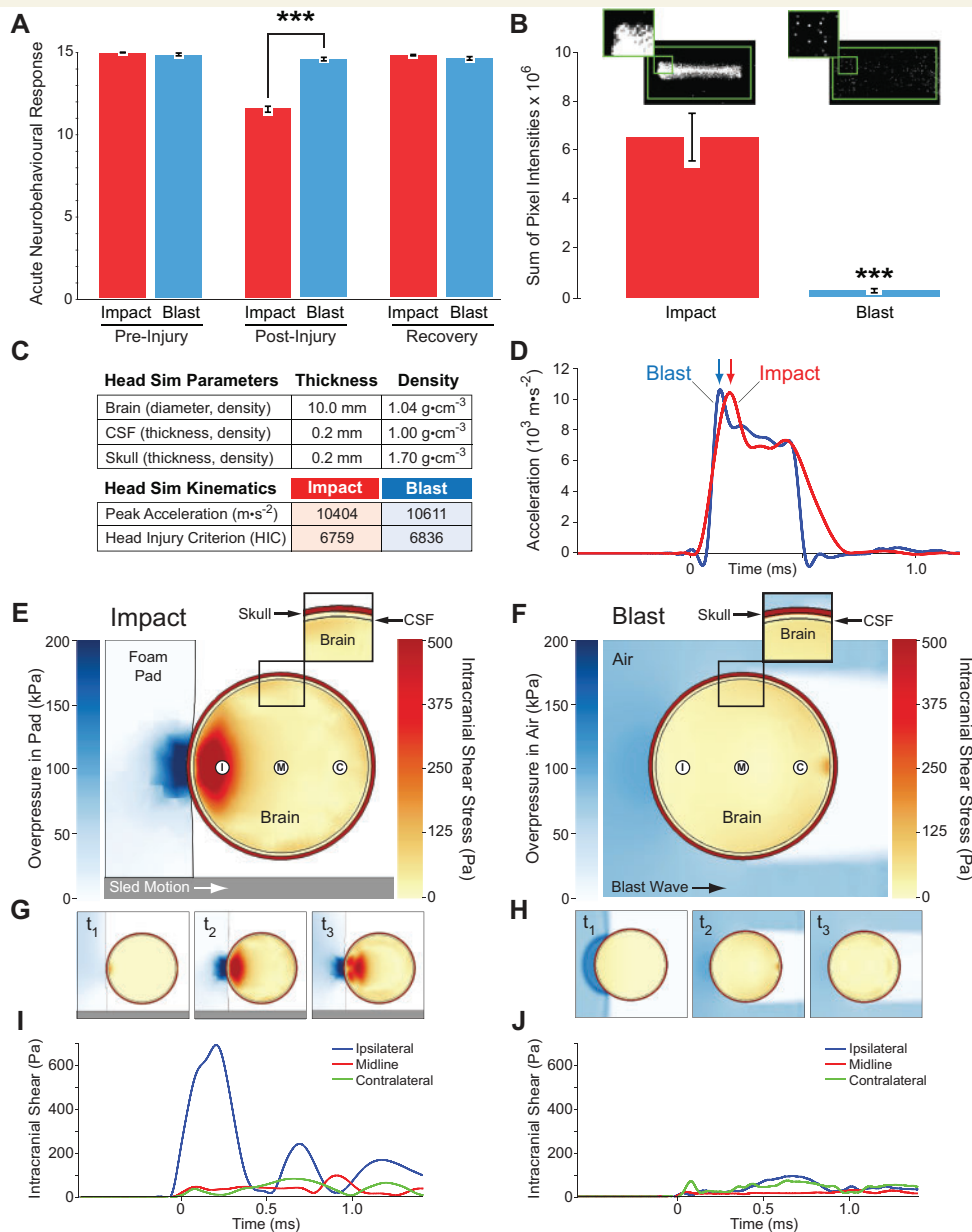 A
Acute Neurobehavioural Response
15
10
5
0
***
Impact Blast Impact Blast Impact Blast
Pre-Injury Post-Injury Recovery
B
Sum of Pixel Intensities x 10⁶
10
8
6
4
2
0
***
Impact Blast
C
Head Sim Parameters Thickness Density
Brain (diameter, density) 10.0 mm 1.04 g•cm⁻³
CSF (thickness, density) 0.2 mm 1.00 g•cm⁻³
Skull (thickness, density) 0.2 mm 1.70 g•cm⁻³
Head Sim Kinematics Impact Blast
Peak Acceleration (m•s⁻²) 10404 10611
Head Injury Criterion (HIC) 6759 6836
D
Acceleration (10³ m•s⁻²)
12
10
8
6
4
2
0
Blast Impact
0 Time (ms) 1.0
E
Impact
Overpressure in Pad (kPa)
200
150
100
50
0
Foam
Pad
Skull
CSF
Brain
I M C
Brain
Sled Motion
500
375
250
125
0
Intracranial Shear Stress (Pa)
F
Blast
Overpressure in Air (kPa)
200
150
100
50
0
Air
Skull
CSF
Brain
I M C
Brain
Blast Wave
500
375
250
125
0
Intracranial Shear Stress (Pa)
G
t₁ t₂ t₃
H
t₁ t₂ t₃
I
Intracranial Shear (Pa)
600
400
200
0
Ipsilateral
Midline
Contralateral
0 0.5 1.0
Time (ms)
J
Intracranial Shear (Pa)
600
400
200
0
Ipsilateral
Midline
Contralateral
0 0.5 1.0
Time (ms)